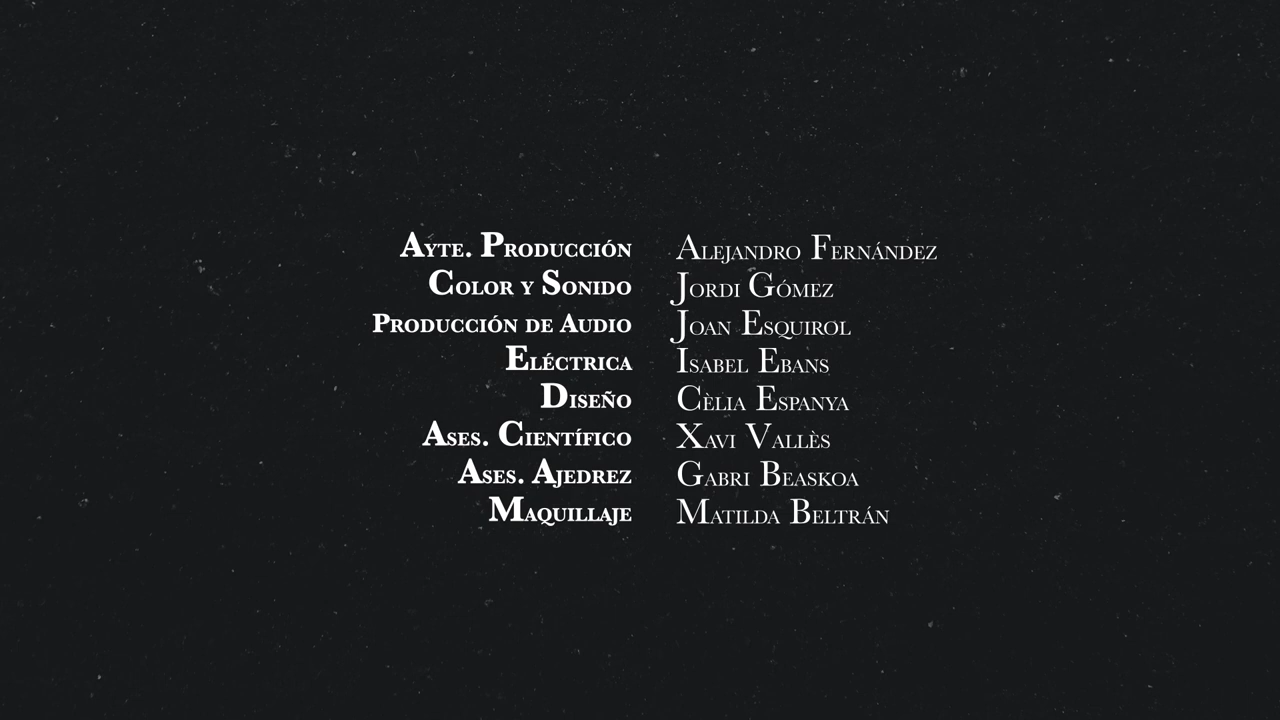 Ayte. Producción Alejandro Fernández
Color y Sonido Jordi Gómez
Producción de Audio Joan Esquirol
Eléctrica Isabel Ebans
Diseño Cèlia Espanya
Ases. Científico Xavi Vallès
Ases. Ajedrez Gabri Beaskoa
Maquillaje Matilda Beltrán